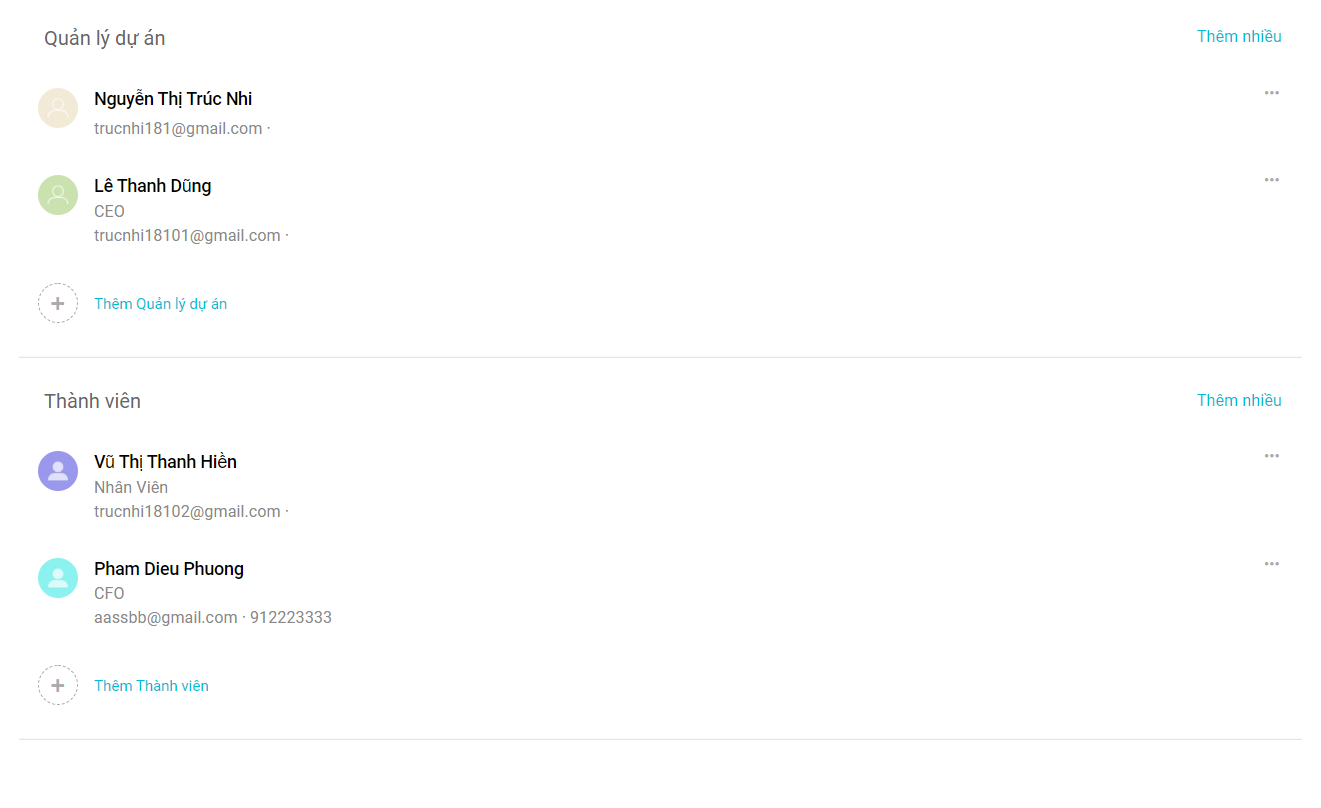 Quản lý dự án
Thêm nhiều
Nguyễn Thị Trúc Nhi
trucnhi181@gmail.com ·
Lê Thanh Dũng
CEO
trucnhi18101@gmail.com ·
Thêm Quản lý dự án
Thành viên
Thêm nhiều
Vũ Thị Thanh Hiền
Nhân Viên
trucnhi18102@gmail.com ·
Pham Dieu Phuong
CFO
aassbb@gmail.com · 912223333
Thêm Thành viên